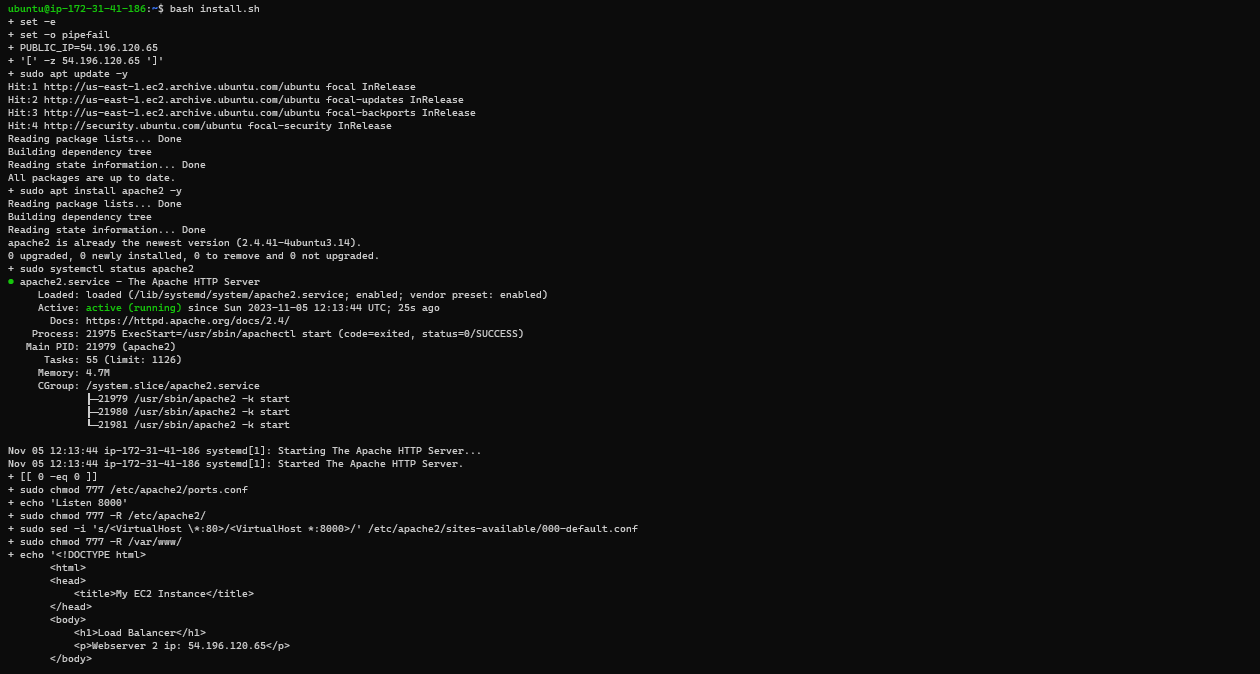 ubuntu@ip-172-31-41-186:~$ bash install.sh
+ set -e
+ set -o pipefail
+ PUBLIC_IP=54.196.120.65
+ '[' -z 54.196.120.65 ']'
+ sudo apt update -y
Hit:1 http://us-east-1.ec2.archive.ubuntu.com/ubuntu focal InRelease
Hit:2 http://us-east-1.ec2.archive.ubuntu.com/ubuntu focal-updates InRelease
Hit:3 http://us-east-1.ec2.archive.ubuntu.com/ubuntu focal-backports InRelease
Hit:4 http://security.ubuntu.com/ubuntu focal-security InRelease
Reading package lists... Done
Building dependency tree
Reading state information... Done
All packages are up to date.
+ sudo apt install apache2 -y
Reading package lists... Done
Building dependency tree
Reading state information... Done
apache2 is already the newest version (2.4.41-4ubuntu3.14).
0 upgraded, 0 newly installed, 0 to remove and 0 not upgraded.
+ sudo systemctl status apache2
● apache2.service - The Apache HTTP Server
     Loaded: loaded (/lib/systemd/system/apache2.service; enabled; vendor preset: enabled)
     Active: active (running) since Sun 2023-11-05 12:13:44 UTC; 25s ago
       Docs: https://httpd.apache.org/docs/2.4/
    Process: 21975 ExecStart=/usr/sbin/apachectl start (code=exited, status=0/SUCCESS)
   Main PID: 21979 (apache2)
      Tasks: 55 (limit: 1126)
     Memory: 4.7M
     CGroup: /system.slice/apache2.service
             ├─21979 /usr/sbin/apache2 -k start
             ├─21980 /usr/sbin/apache2 -k start
             └─21981 /usr/sbin/apache2 -k start
Nov 05 12:13:44 ip-172-31-41-186 systemd[1]: Starting The Apache HTTP Server...
Nov 05 12:13:44 ip-172-31-41-186 systemd[1]: Started The Apache HTTP Server.
+ [[ 0 -eq 0 ]]
+ sudo chmod 777 /etc/apache2/ports.conf
+ echo 'Listen 8000'
+ sudo chmod 777 -R /etc/apache2/
+ sudo sed -i 's/<VirtualHost \*:80>/<VirtualHost *:8000>/' /etc/apache2/sites-available/000-default.conf
+ sudo chmod 777 -R /var/www/
+ echo '<!DOCTYPE html>
       <html>
       <head>
           <title>My EC2 Instance</title>
       </head>
       <body>
           <h1>Load Balancer</h1>
           <p>Webserver 2 ip: 54.196.120.65</p>
       </body>